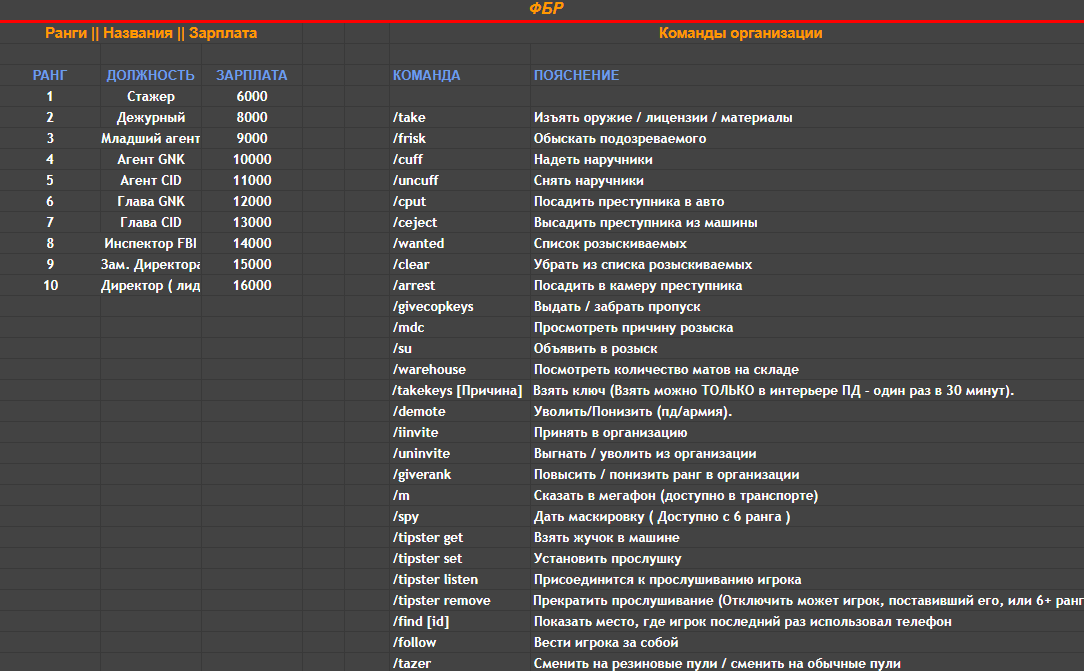 ФБР
Ранги || Названия || Зарплата
Команды организации
РАНГ ДОЛЖНОСТЬ ЗАРПЛАТА КОМАНДА ПОЯСНЕНИЕ
1 Стажер 6000
2 Дежурный 8000 /take Изъять оружие / лицензии / материалы
3 Младший агент 9000 /frisk Обыскать подозреваемого
4 Агент GNK 10000 /cuff Надеть наручники
5 Агент CID 11000 /uncuff Снять наручники
6 Глава GNK 12000 /cput Посадить преступника в авто
7 Глава CID 13000 /ceject Высадить преступника из машины
8 Инспектор FBI 14000 /wanted Список розыскиваемых
9 Зам. Директора 15000 /clear Убрать из списка розыскиваемых
10 Директор ( лид 16000 /arrest Посадить в камеру преступника
/givecopkeys Выдать / забрать пропуск
/mdc Просмотреть причину розыска
/su Объявить в розыск
/warehouse Посмотреть количество матов на складе
/takekeys [Причина] Взять ключ (Взять можно ТОЛЬКО в интерьере ПД - один раз в 30 минут).
/demote Уволить/Понизить (пд/армия).
/iinvite Принять в организацию
/uninvite Выгнать / уволить из организации
/giverank Повысить / понизить ранг в организации
/m Сказать в мегафон (доступно в транспорте)
/spy Дать маскировку ( Доступно с 6 ранга )
/tipster get Взять жучок в машине
/tipster set Установить прослушку
/tipster listen Присоединится к прослушиванию игрока
/tipster remove Прекратить прослушивание (Отключить может игрок, поставивший его, или 6+ ранг
/find [id] Показать место, где игрок последний раз использовал телефон
/follow Вести игрока за собой
/tazer Сменить на резиновые пули / сменить на обычные пули